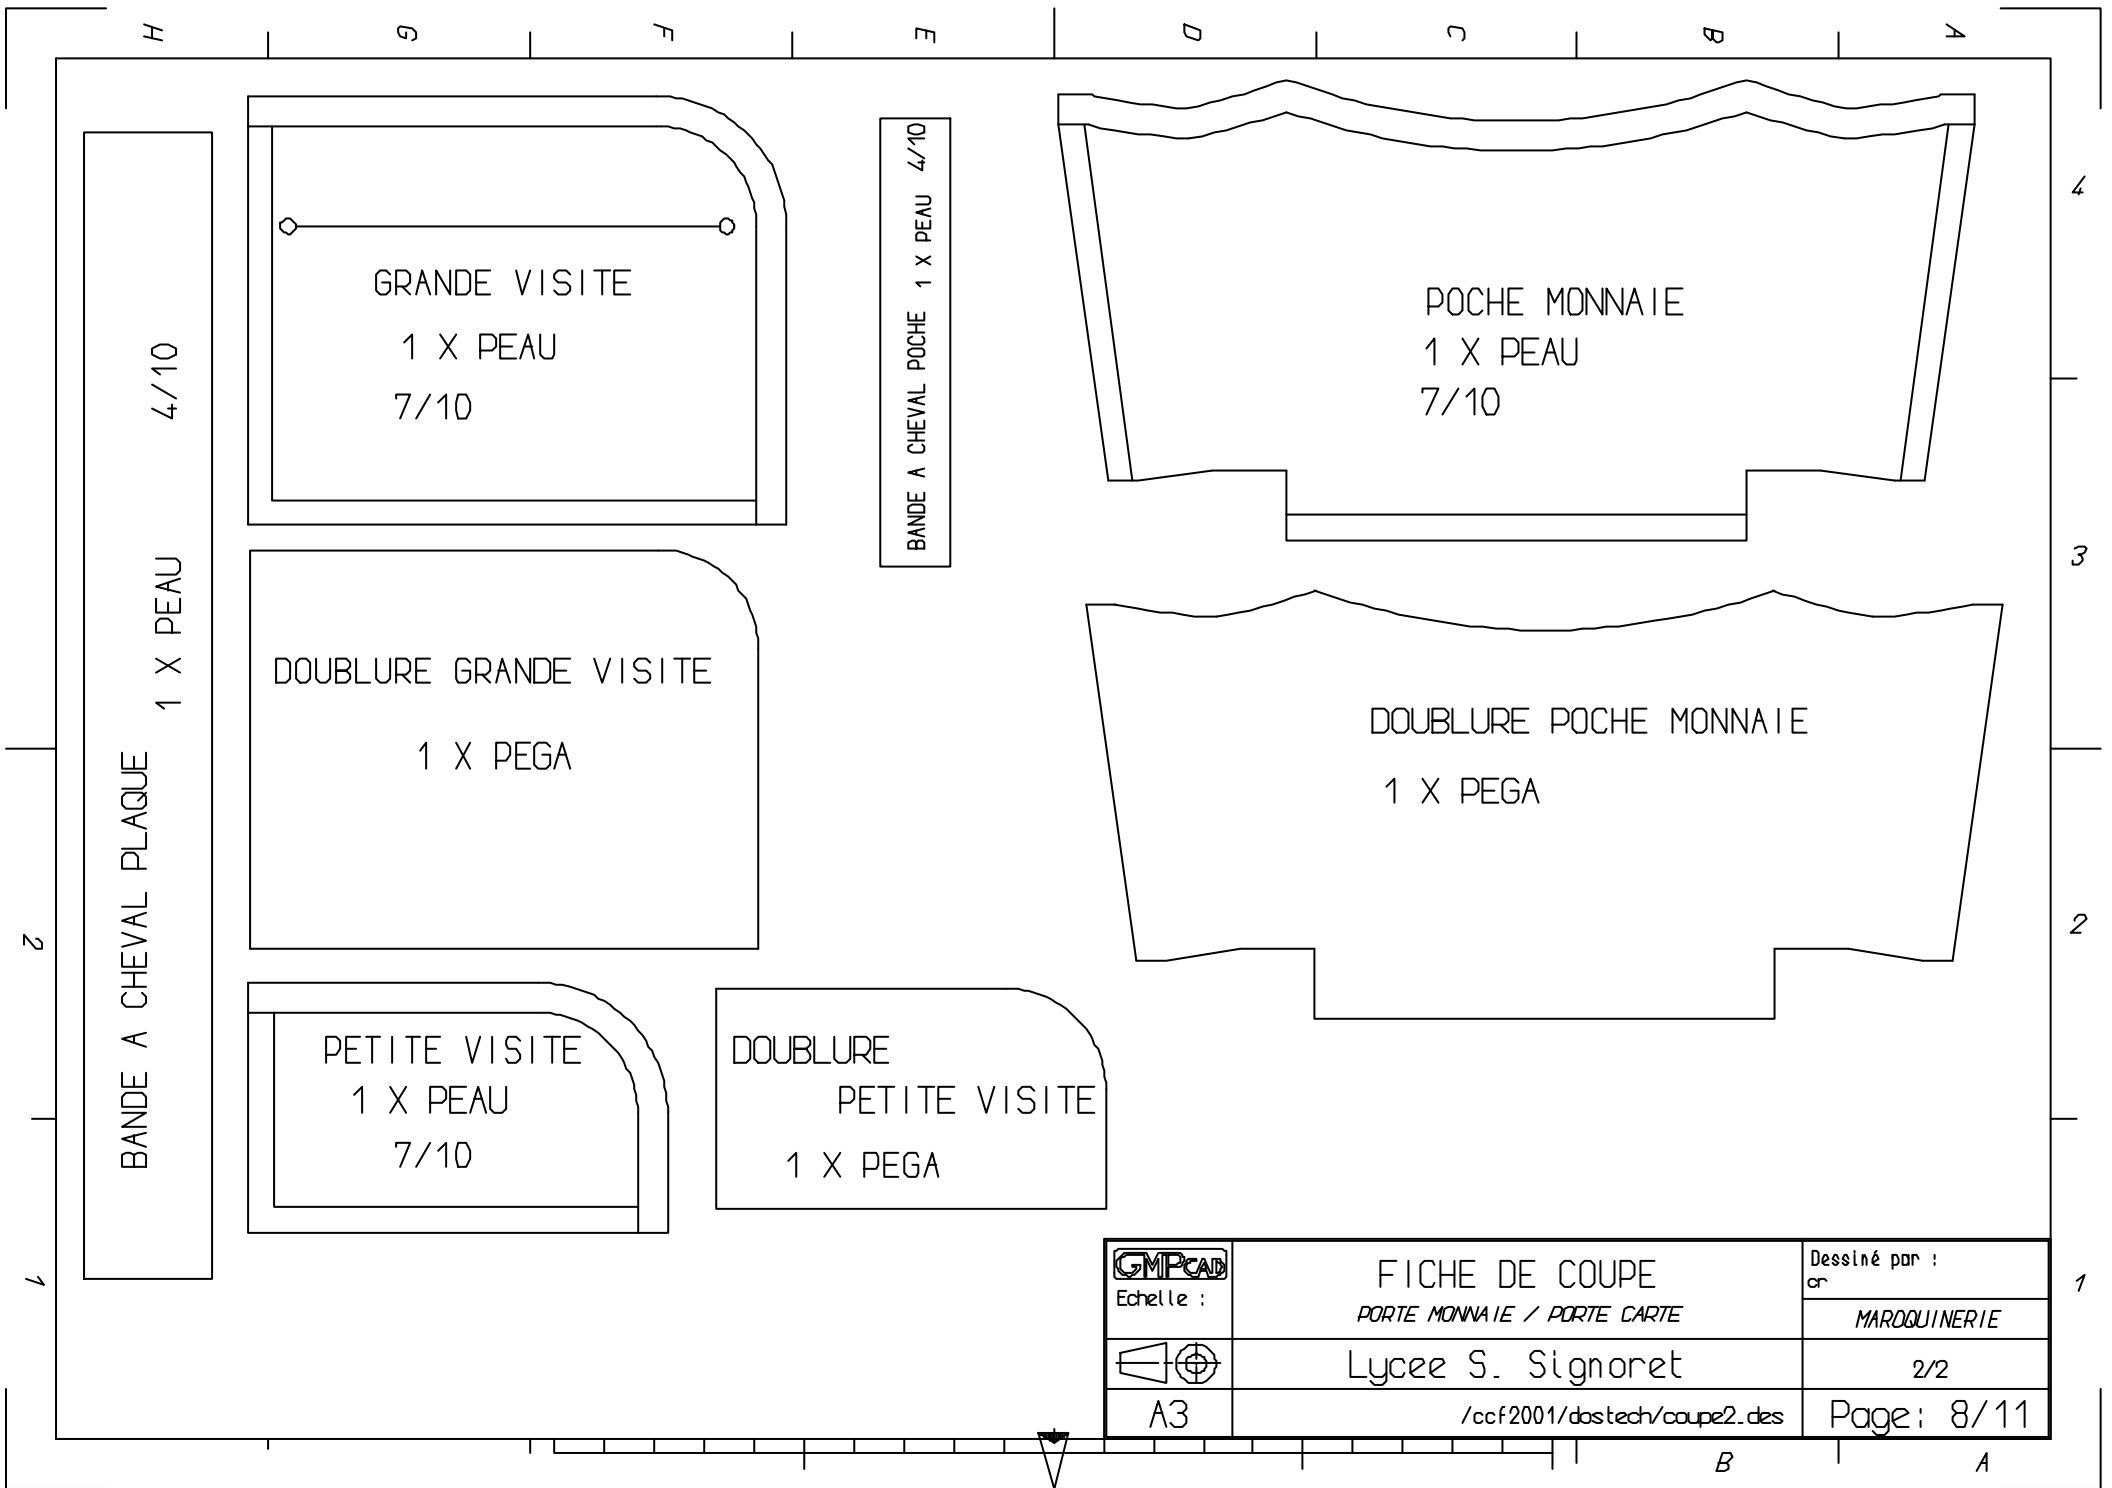 H G F E D C B A
4
3
2
1
2
1
B A
BANDE A CHEVAL PLAQUE
1 X PEAU 4/10
GRANDE VISITE
1 X PEAU
7/10
BANDE A CHEVAL POCHE 1 X PEAU 4/10
POCHE MONNAIE
1 X PEAU
7/10
DOUBLURE GRANDE VISITE
1 X PEGA
DOUBLURE POCHE MONNAIE
1 X PEGA
PETITE VISITE
1 X PEAU
7/10
DOUBLURE
PETITE VISITE
1 X PEGA
GMPCAD
Echelle :
A3
FICHE DE COUPE
PORTE MONNAIE / PORTE CARTE
Lycee S. Signoret
/ccf2001/dostech/coupe2.des
Dessiné par :
cr
MAROQUINERIE
2/2
Page: 8/11